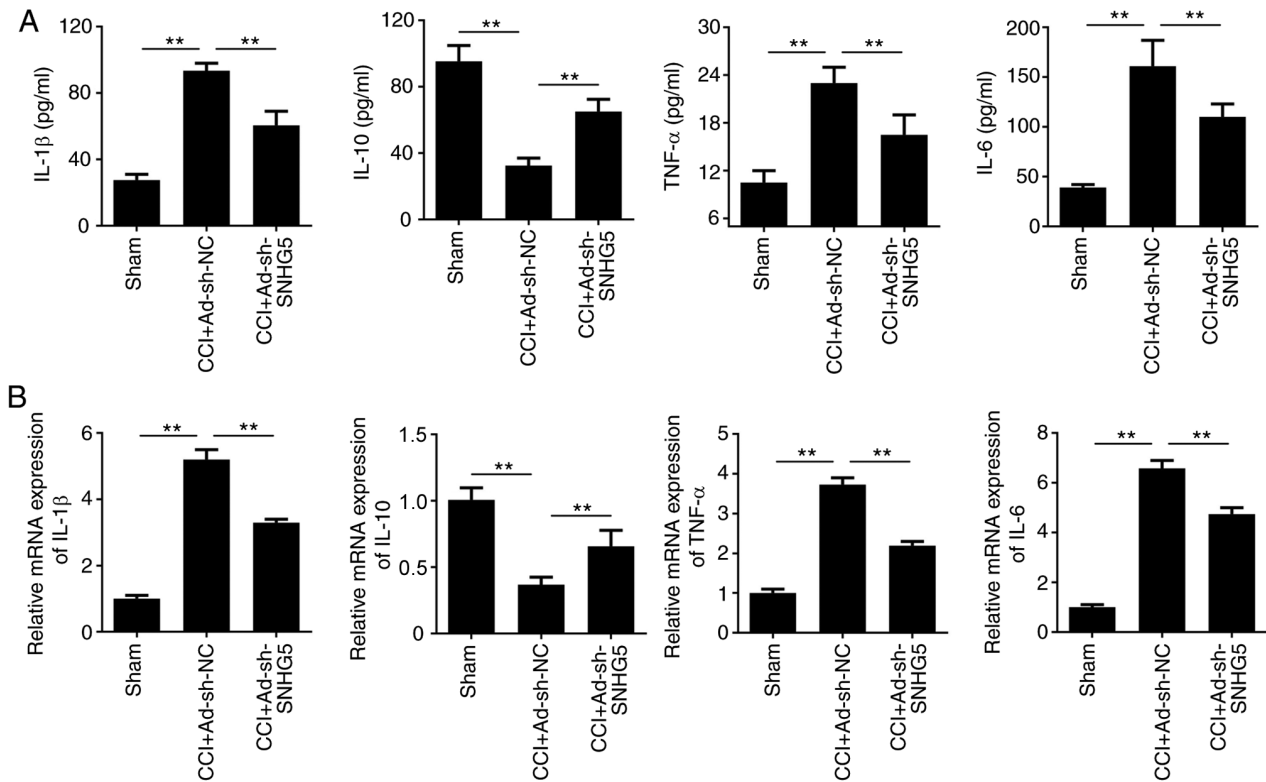 A
IL-1β (pg/ml)
120
80
40
0
**
**
Sham
CCI+Ad-sh-NC
CCI+Ad-sh-
SNHG5
IL-10 (pg/ml)
120
80
40
0
**
**
Sham
CCI+Ad-sh-NC
CCI+Ad-sh-
SNHG5
TNF-α (pg/ml)
30
24
18
12
6
**
**
Sham
CCI+Ad-sh-NC
CCI+Ad-sh-
SNHG5
IL-6 (pg/ml)
200
150
100
50
0
**
**
Sham
CCI+Ad-sh-NC
CCI+Ad-sh-
SNHG5
B
Relative mRNA expression
of IL-1β
6
4
2
0
**
**
Sham
CCI+Ad-sh-NC
CCI+Ad-sh-
SNHG5
Relative mRNA expression
of IL-10
1.5
1.0
0.5
0
**
**
Sham
CCI+Ad-sh-NC
CCI+Ad-sh-
SNHG5
Relative mRNA expression
of TNF-α
5
4
3
2
1
0
**
**
Sham
CCI+Ad-sh-NC
CCI+Ad-sh-
SNHG5
Relative mRNA expression
of IL-6
8
6
4
2
0
**
**
Sham
CCI+Ad-sh-NC
CCI+Ad-sh-
SNHG5